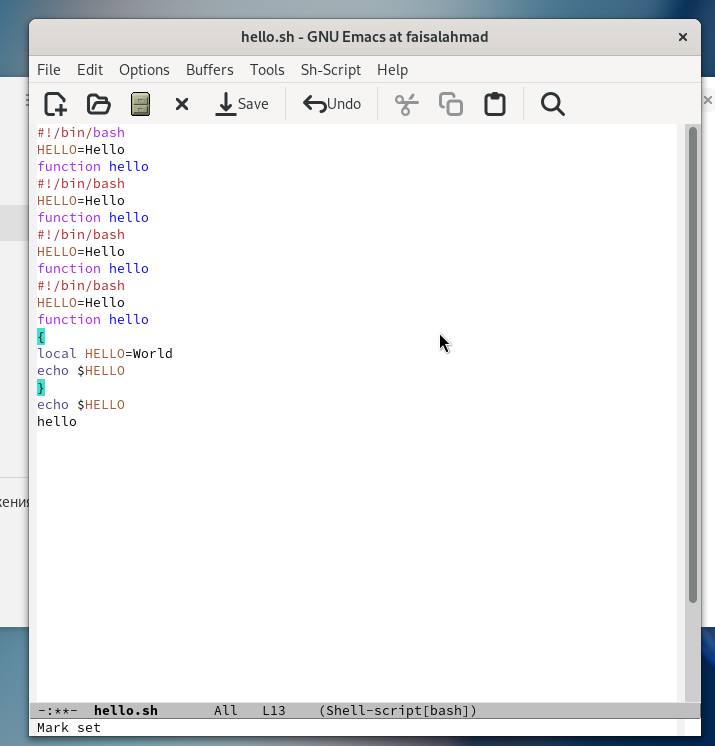 hello.sh - GNU Emacs at faisalahmad
File Edit Options Buffers Tools Sh-Script Help
Save Undo
#!/bin/bash
HELLO=Hello
function hello
#!/bin/bash
HELLO=Hello
function hello
#!/bin/bash
HELLO=Hello
function hello
#!/bin/bash
HELLO=Hello
function hello
{
local HELLO=World
echo $HELLO
}
echo $HELLO
hello
-:**- hello.sh All L13 (Shell-script[bash])
Mark set